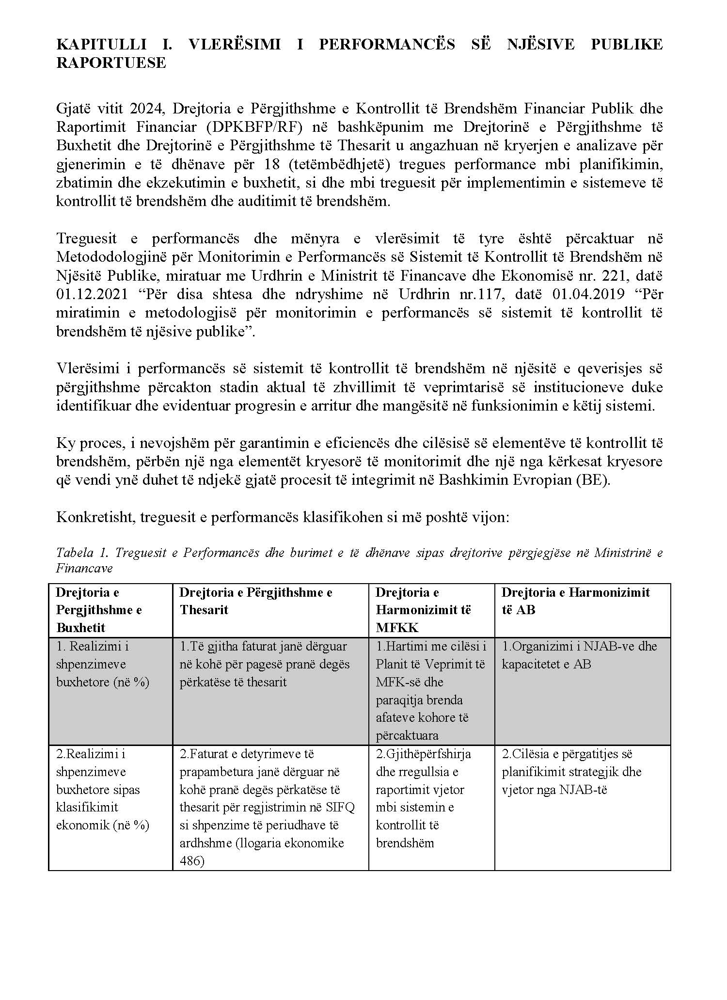 KAPITULLI I. VLERËSIMI I PERFORMANCËS SË NJËSIVE PUBLIKE
RAPORTUESE
Gjatë vitit 2024, Drejtoria e Përgjithshme e Kontrollit të Brendshëm Financiar Publik dhe
Raportimit Financiar (DPKBFP/RF) në bashkëpunim me Drejtorinë e Përgjithshme të
Buxhetit dhe Drejtorinë e Përgjithshme të Thesarit u angazhuan në kryerjen e analizave për
gjenerimin e të dhënave për 18 (tetëmbëdhjetë) tregues performance mbi planifikimin,
zbatimin dhe ekzekutimin e buxhetit, si dhe mbi treguesit për implementimin e sistemeve të
kontrollit të brendshëm dhe auditimit të brendshëm.
Treguesit e performancës dhe mënyra e vlerësimit të tyre është përcaktuar në
Metododologjinë për Monitorimin e Performancës së Sistemit të Kontrollit të Brendshëm në
Njësitë Publike, miratuar me Urdhrin e Ministrit të Financave dhe Ekonomisë nr. 221, datë
01.12.2021 “Për disa shtesa dhe ndryshime në Urdhrin nr.117, datë 01.04.2019 “Për
miratimin e metodologjisë për monitorimin e performancës së sistemit të kontrollit të
brendshëm të njësive publike”.
Vlerësimi i performancës së sistemit të kontrollit të brendshëm në njësitë e qeverisjes së
përgjithshme përcakton stadin aktual të zhvillimit të veprimtarisë së institucioneve duke
identifikuar dhe evidentuar progresin e arritur dhe mangësitë në funksionimin e këtij sistemi.
Ky proces, i nevojshëm për garantimin e eficiencës dhe cilësisë së elementëve të kontrollit të
brendshëm, përbën një nga elementët kryesorë të monitorimit dhe një nga kërkesat kryesore
që vendi ynë duhet të ndjekë gjatë procesit të integrimit në Bashkimin Evropian (BE).
Konkretisht, treguesit e performancës klasifikohen si më poshtë vijon:
Tabela 1. Treguesit e Performancës dhe burimet e të dhënave sipas drejtorive përgjegjëse në Ministrinë e
Financave
Drejtoria e
Pergjithshme e
Buxhetit
Drejtoria e Përgjithshme e
Thesarit
Drejtoria e
Harmonizimit të
MFKK
Drejtoria e Harmonizimit
të AB
1. Realizimi i
shpenzimeve
buxhetore (në %)
1.Të gjitha faturat janë dërguar
në kohë për pagesë pranë degës
përkatëse të thesarit
1.Hartimi me cilësi i
Planit të Veprimit të
MFK-së dhe
paraqitja brenda
afateve kohore të
përcaktuara
1.Organizimi i NJAB-ve dhe
kapacitetet e AB
2.Realizimi i
shpenzimeve
buxhetore sipas
klasifikimit
ekonomik (në %)
2.Faturat e detyrimeve të
prapambetura janë dërguar në
kohë pranë degës përkatëse të
thesarit për regjistrimin në SIFQ
si shpenzime të periudhave të
ardhshme (llogaria ekonomike
486)
2.Gjithëpërfshirja
dhe rregullsia e
raportimit vjetor
mbi sistemin e
kontrollit të
brendshëm
2.Cilësia e përgatitjes së
planifikimit strategjik dhe
vjetor nga NJAB-të